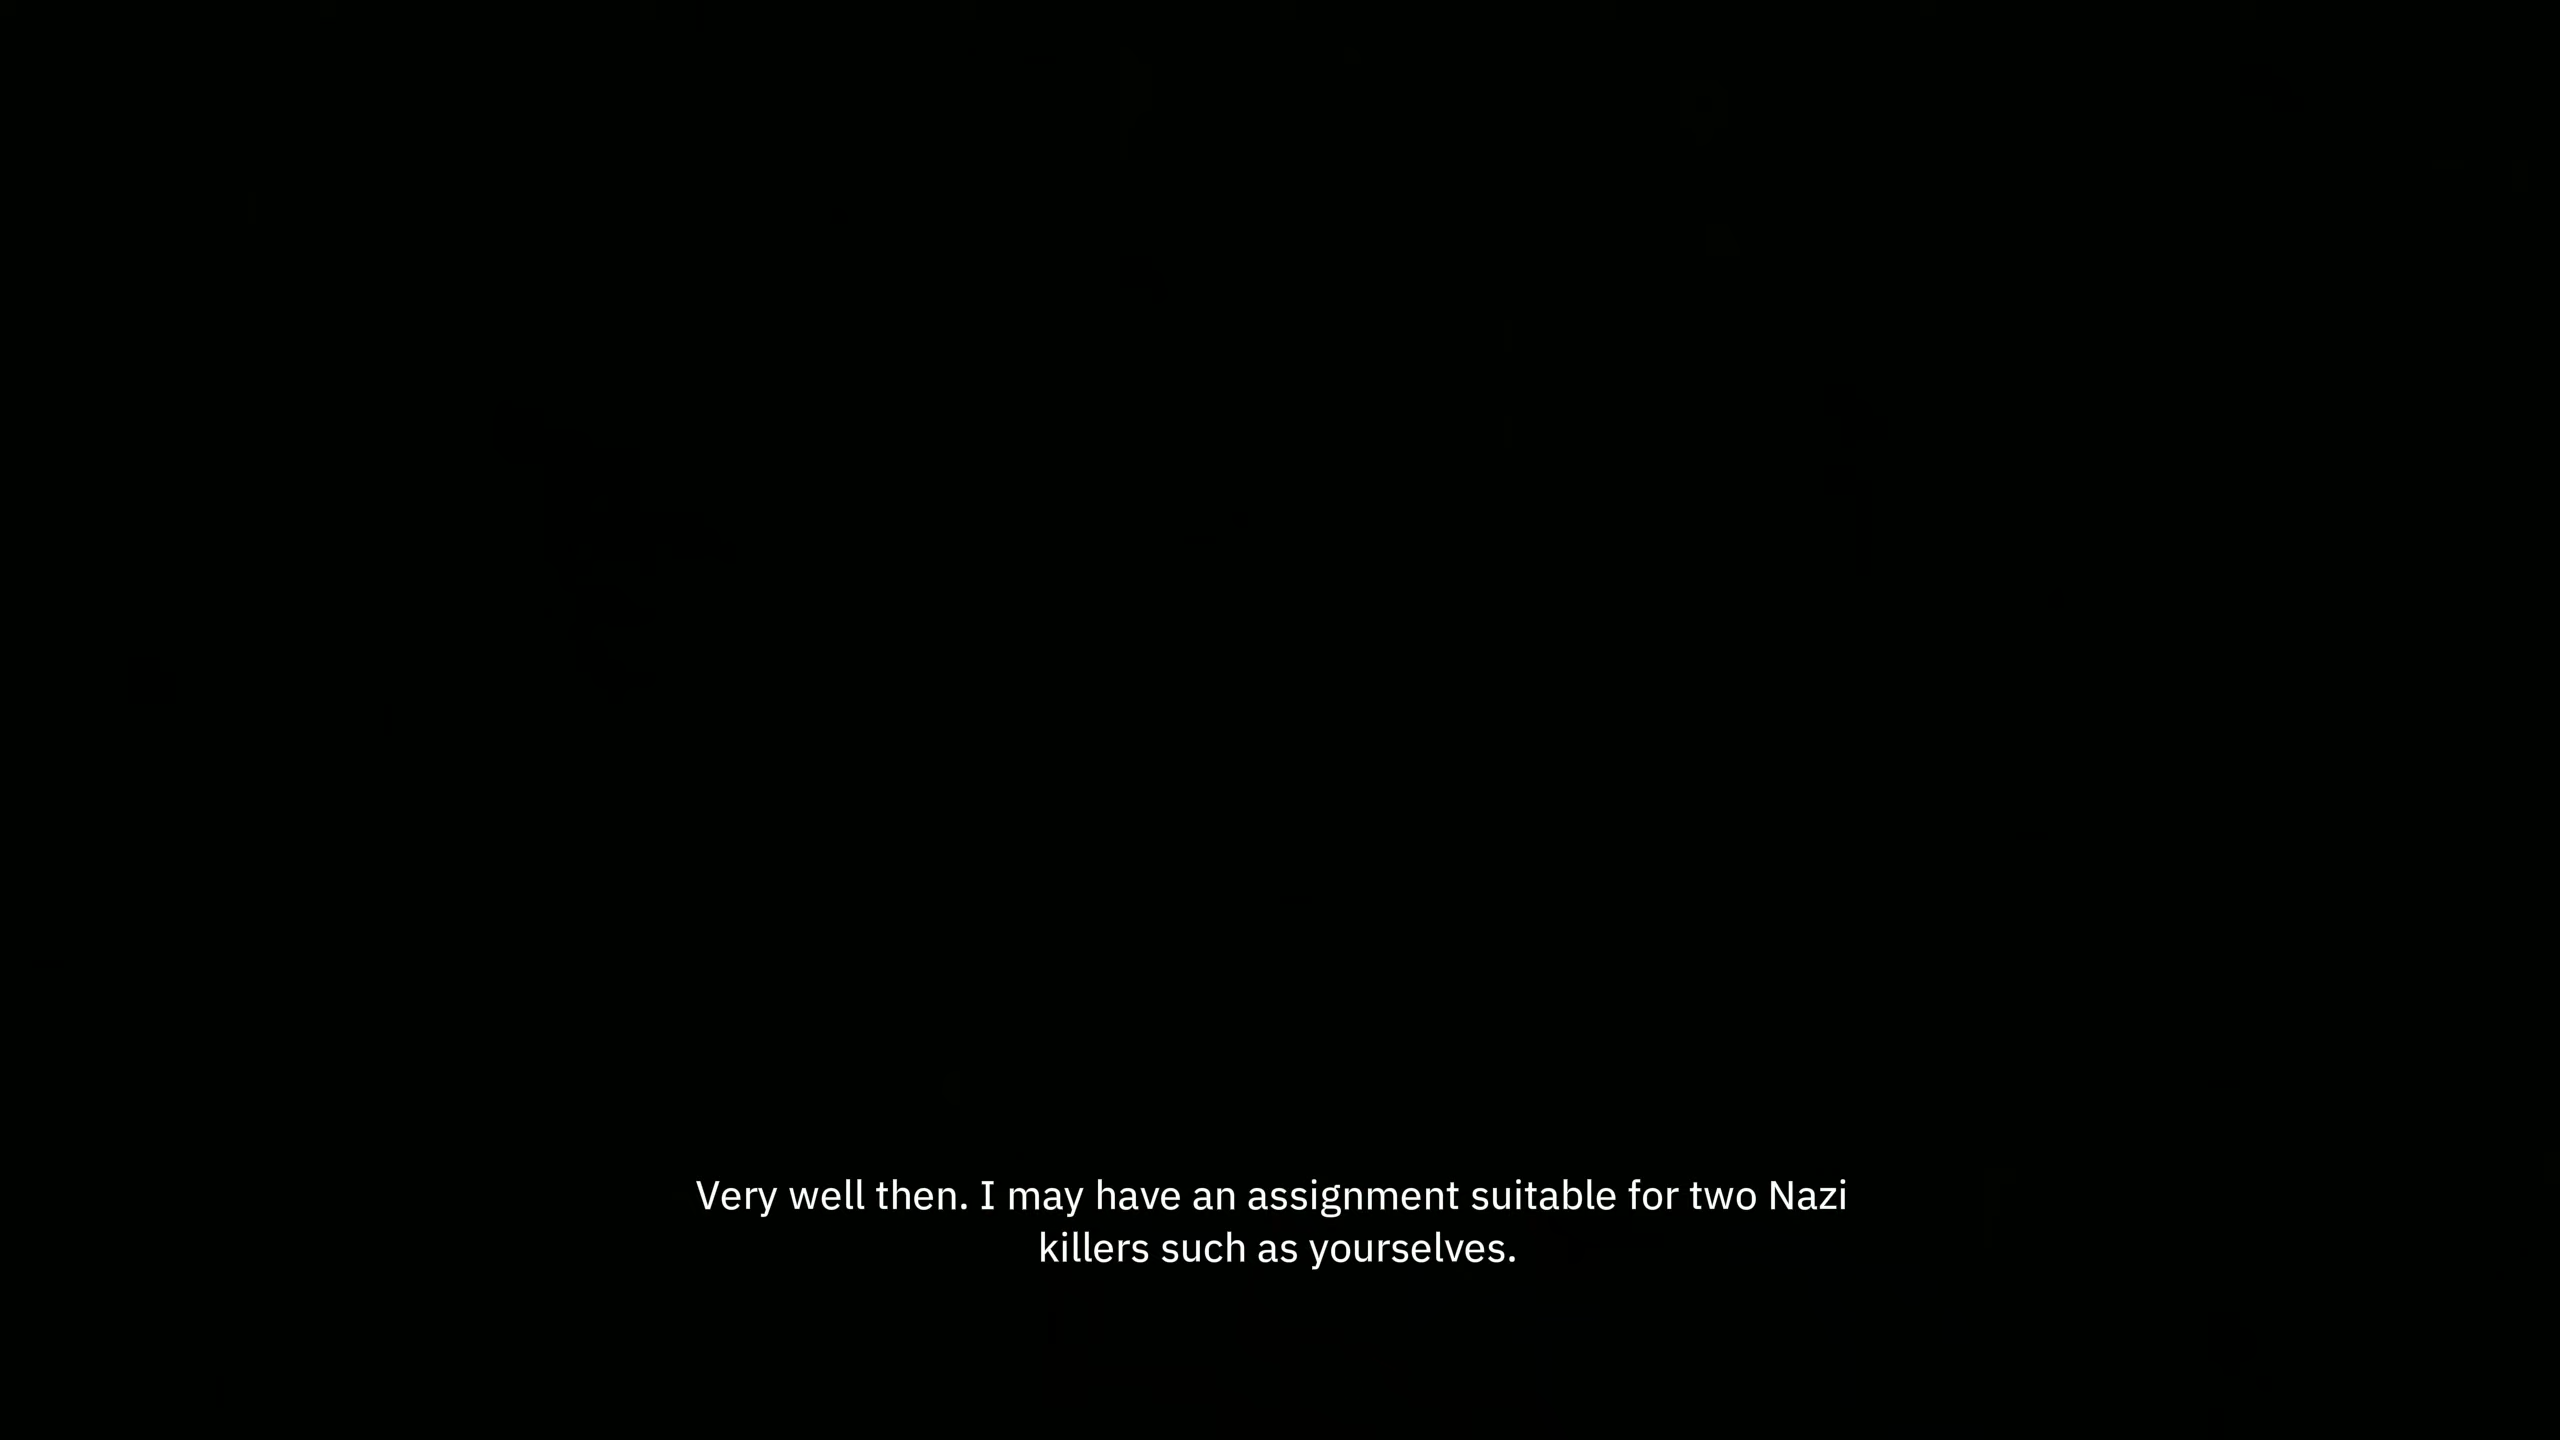 Very well then. I may have an assignment suitable for two Nazi
killers such as yourselves.